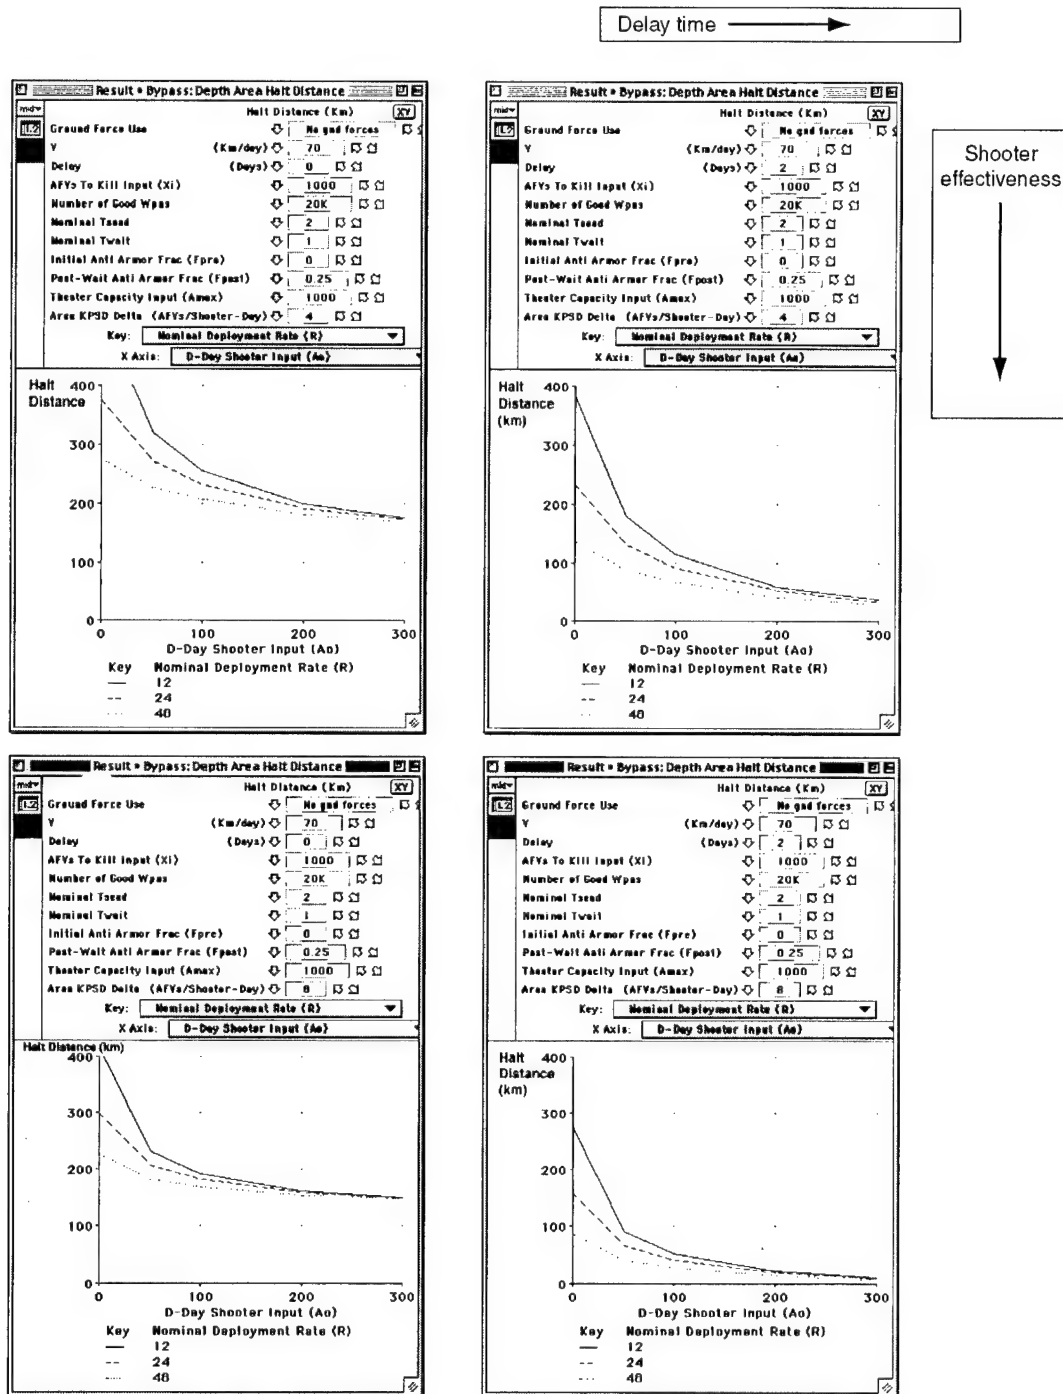 Delay time
Shooter
effectiveness
Result • Bypass: Depth Area Halt Distance
mid
Halt Distance (Km)
XY
Ground Force Use
No gnd forces
V (Km/day) 70
Delay (Days) 0
AFVs To Kill Input (Xi) 1000
Number of Good Wpns 20K
Nominal Tsead 2
Nominal Twait 1
Initial Anti Armor Frac (Fpre) 0
Post-Wait Anti Armor Frac (Fpost) 0.25
Theater Capacity Input (Amax) 1000
Area KPSD Delta (AFVs/Shooter-Day) 4
Key: Nominal Deployment Rate (R)
X Axis: D-Day Shooter Input (Ao)
Halt
Distance
400
300
200
100
0
0 100 200 300
D-Day Shooter Input (Ao)
Key Nominal Deployment Rate (R)
12
24
48
Result • Bypass: Depth Area Halt Distance
mid
Halt Distance (Km)
XY
Ground Force Use
No gnd forces
V (Km/day) 70
Delay (Days) 2
AFVs To Kill Input (Xi) 1000
Number of Good Wpns 20K
Nominal Tsead 2
Nominal Twait 1
Initial Anti Armor Frac (Fpre) 0
Post-Wait Anti Armor Frac (Fpost) 0.25
Theater Capacity Input (Amax) 1000
Area KPSD Delta (AFVs/Shooter-Day) 4
Key: Nominal Deployment Rate (R)
X Axis: D-Day Shooter Input (Ao)
Halt
Distance
(km)
400
300
200
100
0
0 100 200 300
D-Day Shooter Input (Ao)
Key Nominal Deployment Rate (R)
12
24
48
Result • Bypass: Depth Area Halt Distance
mid
Halt Distance (Km)
XY
Ground Force Use
No gnd forces
V (Km/day) 70
Delay (Days) 0
AFVs To Kill Input (Xi) 1000
Number of Good Wpns 20K
Nominal Tsead 2
Nominal Twait 1
Initial Anti Armor Frac (Fpre) 0
Post-Wait Anti Armor Frac (Fpost) 0.25
Theater Capacity Input (Amax) 1000
Area KPSD Delta (AFVs/Shooter-Day) 8
Key: Nominal Deployment Rate (R)
X Axis: D-Day Shooter Input (Ao)
Halt Distance (km)
400
300
200
100
0
0 100 200 300
D-Day Shooter Input (Ao)
Key Nominal Deployment Rate (R)
12
24
48
Result • Bypass: Depth Area Halt Distance
mid
Halt Distance (Km)
XY
Ground Force Use
No gnd forces
V (Km/day) 70
Delay (Days) 2
AFVs To Kill Input (Xi) 1000
Number of Good Wpns 20K
Nominal Tsead 2
Nominal Twait 1
Initial Anti Armor Frac (Fpre) 0
Post-Wait Anti Armor Frac (Fpost) 0.25
Theater Capacity Input (Amax) 1000
Area KPSD Delta (AFVs/Shooter-Day) 8
Key: Nominal Deployment Rate (R)
X Axis: D-Day Shooter Input (Ao)
Halt
Distance
(km)
400
300
200
100
0
0 100 200 300
D-Day Shooter Input (Ao)
Key Nominal Deployment Rate (R)
12
24
48